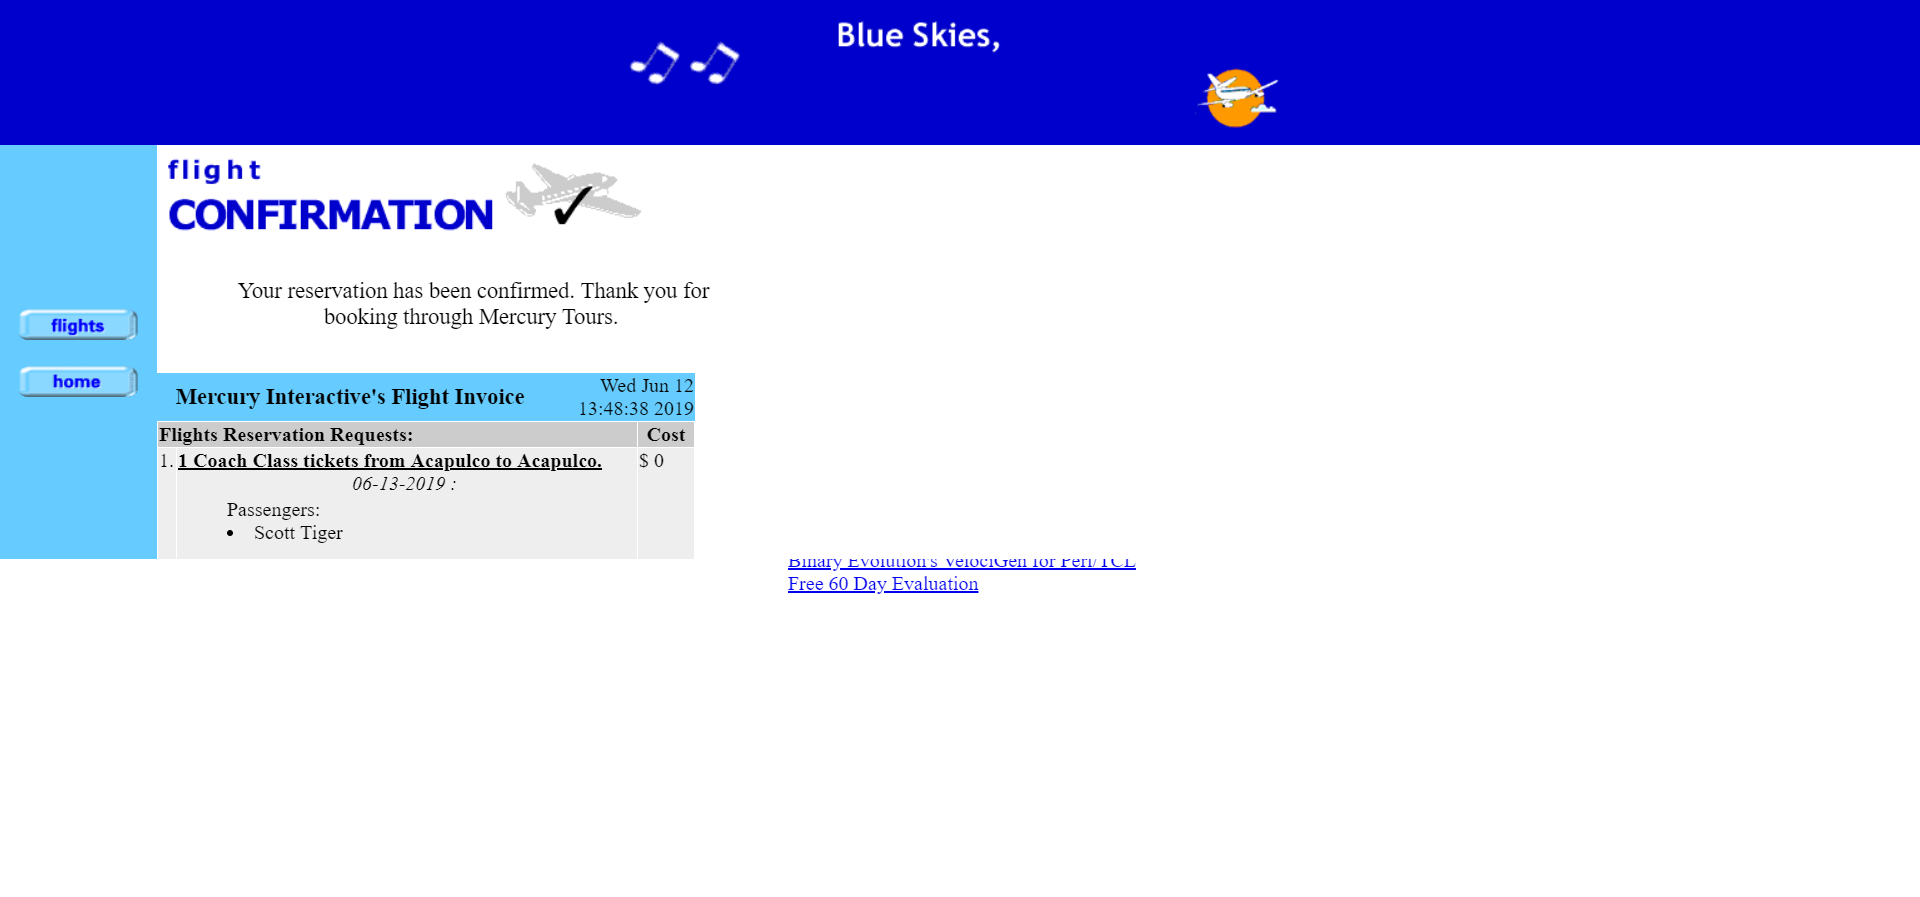 Blue Skies,
flight
CONFIRMATION
Your reservation has been confirmed. Thank you for
booking through Mercury Tours.
flights
home
Mercury Interactive's Flight Invoice
Wed Jun 12
13:48:38 2019
Flights Reservation Requests: Cost
1. 1 Coach Class tickets from Acapulco to Acapulco. $ 0
06-13-2019 :
Passengers:
• Scott Tiger
Binary Evolution's VelociGen for Perl/TCL
Free 60 Day Evaluation